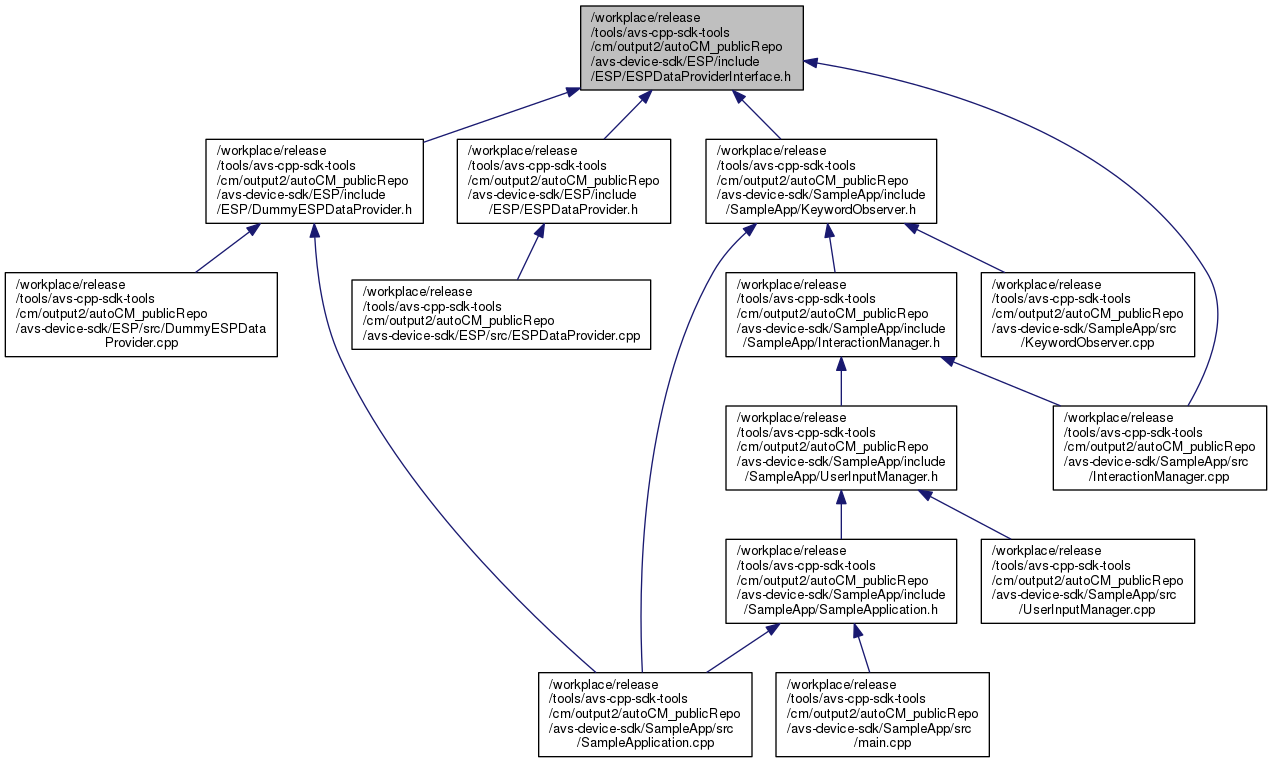 /workplace/release
/tools/avs-cpp-sdk-tools
/cm/output2/autoCM_publicRepo
/avs-device-sdk/ESP/include
/ESP/ESPDataProviderInterface.h
/workplace/release
/tools/avs-cpp-sdk-tools
/cm/output2/autoCM_publicRepo
/avs-device-sdk/ESP/include
/ESP/DummyESPDataProvider.h
/workplace/release
/tools/avs-cpp-sdk-tools
/cm/output2/autoCM_publicRepo
/avs-device-sdk/ESP/include
/ESP/ESPDataProvider.h
/workplace/release
/tools/avs-cpp-sdk-tools
/cm/output2/autoCM_publicRepo
/avs-device-sdk/SampleApp/include
/SampleApp/KeywordObserver.h
/workplace/release
/tools/avs-cpp-sdk-tools
/cm/output2/autoCM_publicRepo
/avs-device-sdk/ESP/src/DummyESPData
Provider.cpp
/workplace/release
/tools/avs-cpp-sdk-tools
/cm/output2/autoCM_publicRepo
/avs-device-sdk/ESP/src/ESPDataProvider.cpp
/workplace/release
/tools/avs-cpp-sdk-tools
/cm/output2/autoCM_publicRepo
/avs-device-sdk/SampleApp/include
/SampleApp/InteractionManager.h
/workplace/release
/tools/avs-cpp-sdk-tools
/cm/output2/autoCM_publicRepo
/avs-device-sdk/SampleApp/src
/KeywordObserver.cpp
/workplace/release
/tools/avs-cpp-sdk-tools
/cm/output2/autoCM_publicRepo
/avs-device-sdk/SampleApp/include
/SampleApp/UserInputManager.h
/workplace/release
/tools/avs-cpp-sdk-tools
/cm/output2/autoCM_publicRepo
/avs-device-sdk/SampleApp/src
/InteractionManager.cpp
/workplace/release
/tools/avs-cpp-sdk-tools
/cm/output2/autoCM_publicRepo
/avs-device-sdk/SampleApp/include
/SampleApp/SampleApplication.h
/workplace/release
/tools/avs-cpp-sdk-tools
/cm/output2/autoCM_publicRepo
/avs-device-sdk/SampleApp/src
/UserInputManager.cpp
/workplace/release
/tools/avs-cpp-sdk-tools
/cm/output2/autoCM_publicRepo
/avs-device-sdk/SampleApp/src
/SampleApplication.cpp
/workplace/release
/tools/avs-cpp-sdk-tools
/cm/output2/autoCM_publicRepo
/avs-device-sdk/SampleApp/src
/main.cpp